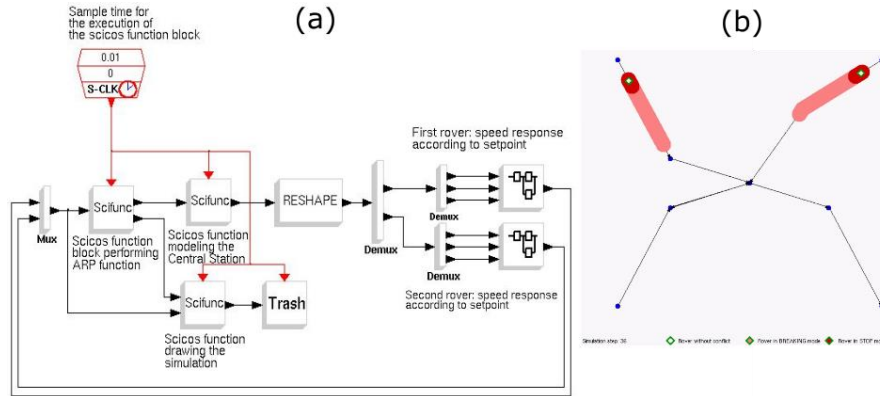 (a)
(b)
Sample time for
the execution of
the scicos function block
0.01
0
S-CLK
First rover: speed response
according to setpoint
Scifunc
Scifunc
RESHAPE
Mux
Demux
Demux
Scicos function
block performing
ARP function
Scicos function
modeling the
Central Station
Demux
Second rover: speed response
according to setpoint
Scifunc
Trash
Scicos function
drawing the
simulation
Simulation step: 36
Rover without conflict
Rover in BREAKING mode
Rover in STOP mo